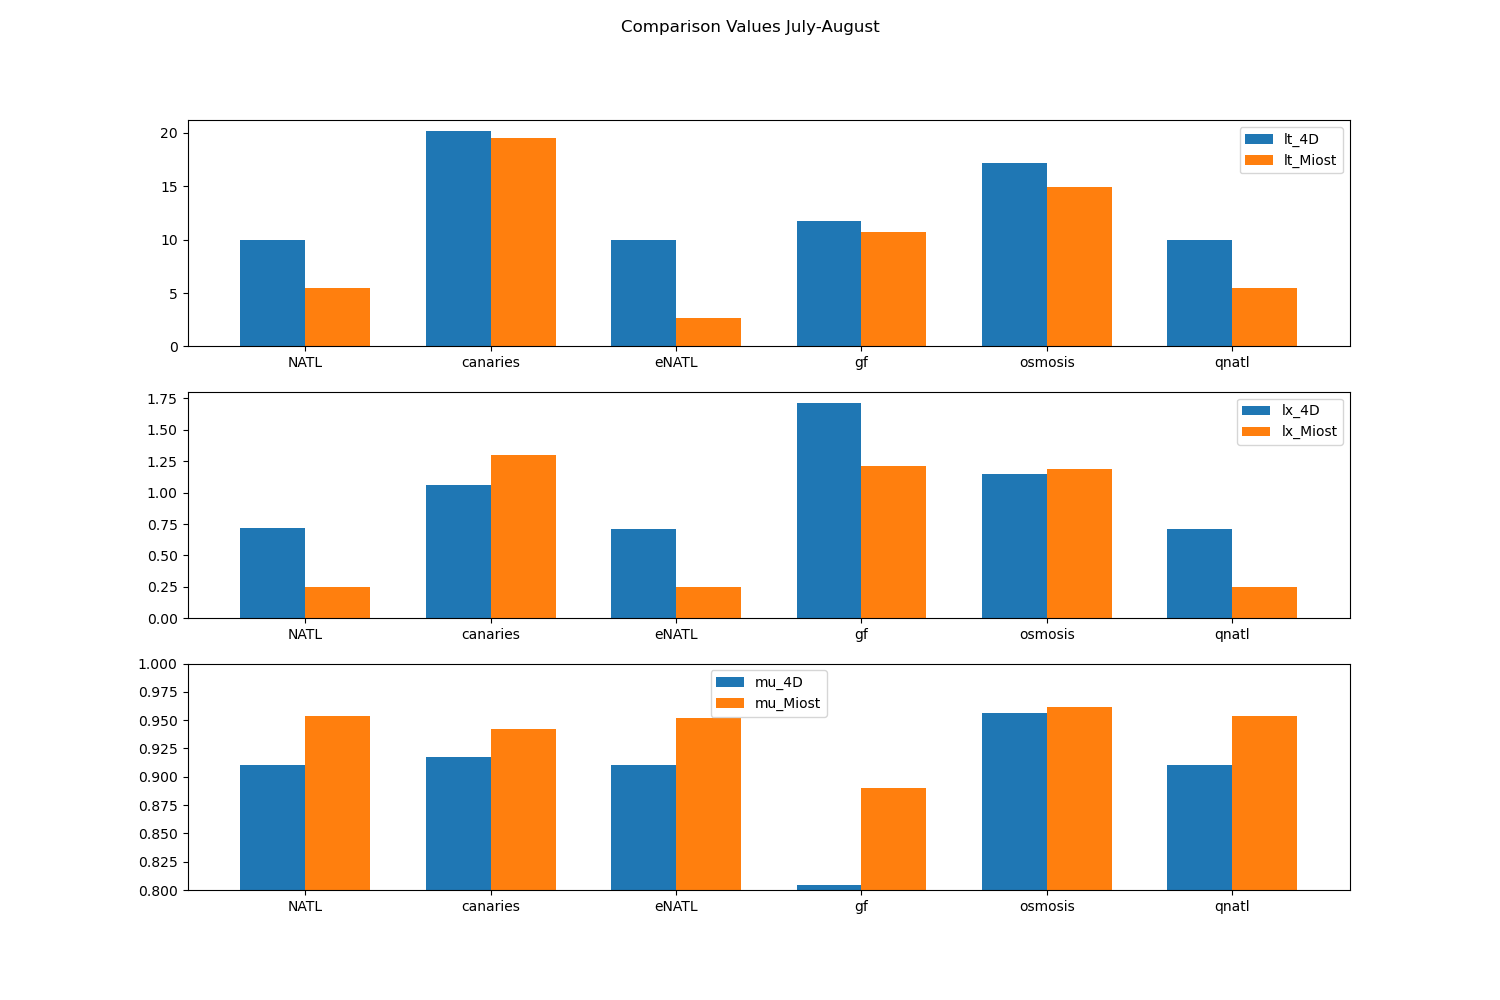 Comparison Values July-August
20
15
10
5
0
lt_4D
lt_Miost
NATL canaries eNATL gf osmosis qnatl
1.75
1.50
1.25
1.00
0.75
0.50
0.25
0.00
lx_4D
lx_Miost
NATL canaries eNATL gf osmosis qnatl
1.000
0.975
0.950
0.925
0.900
0.875
0.850
0.825
0.800
mu_4D
mu_Miost
NATL canaries eNATL gf osmosis qnatl